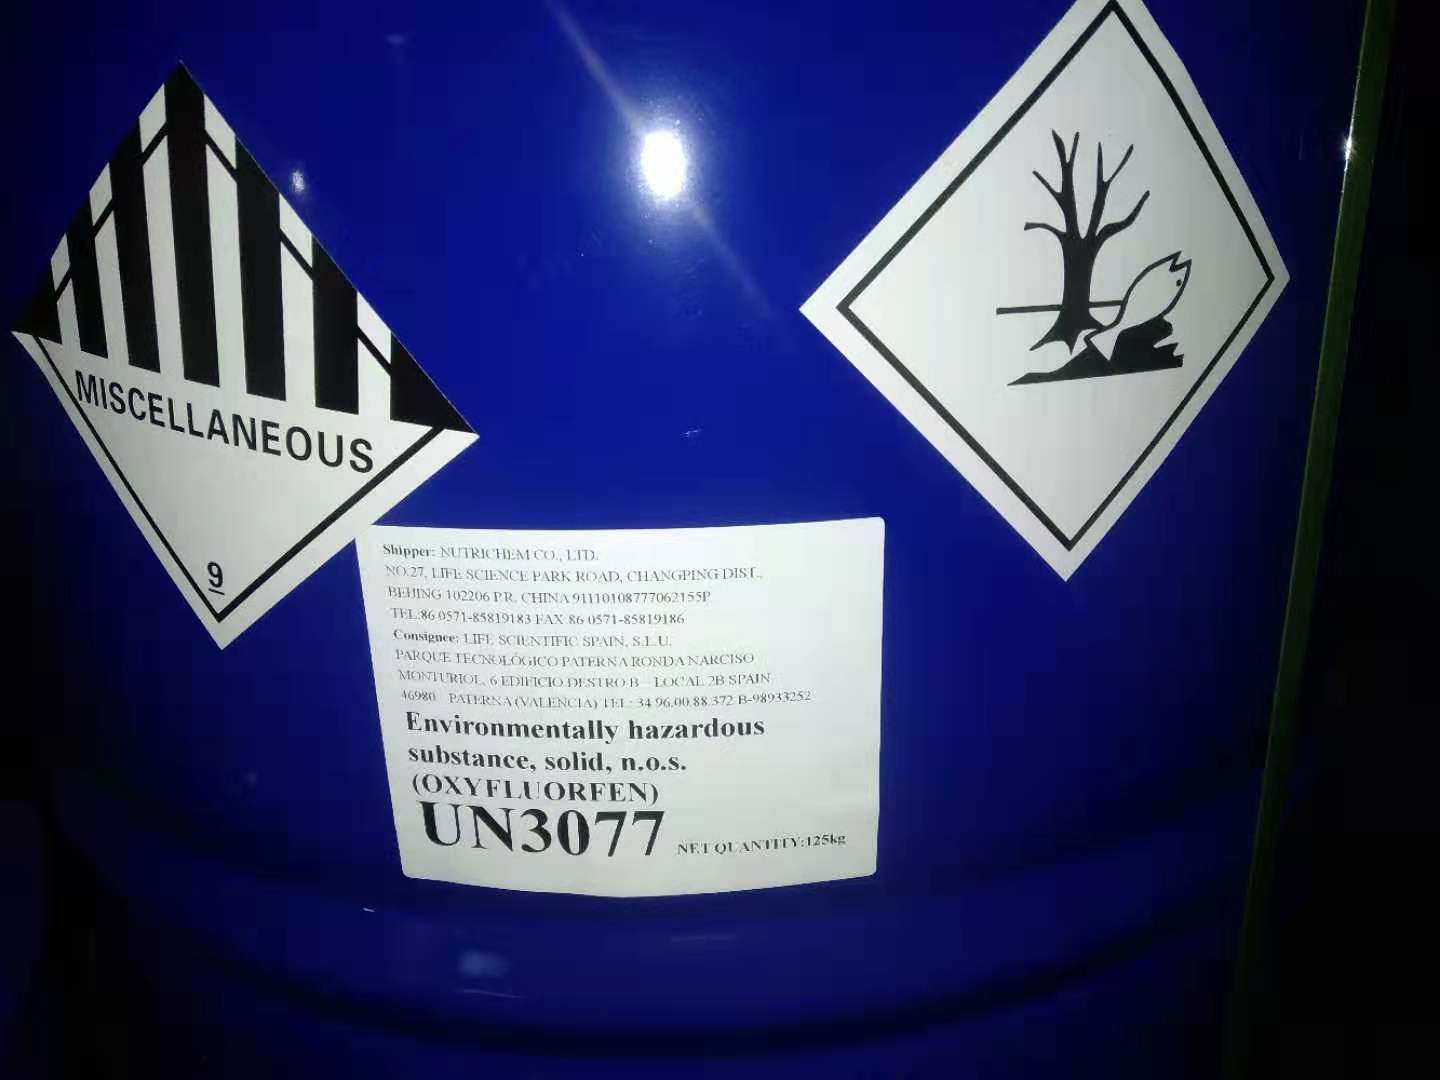 MISCELLANEOUS
9
Shipper: NUTRICHEM CO., LTD.
NO.27, LIFE SCIENCE PARK ROAD, CHANGPING DIST.,
BEIJING 102206 P.R. CHINA 91110108777062155P
TEL:86 0571-85819183 FAX 86 0571-85819186
Consignee: LIFE SCIENTIFIC SPAIN, S.L.U.
PARQUE TECNOLÓGICO PATERNA RONDA NARCISO
MONTURIOL, 6 EDIFICIO DESTRO B – LOCAL 2B SPAIN
46980 PATERNA (VALENCIA) TEL: 34 96.00.88.372 B-98933252
Environmentally hazardous
substance, solid, n.o.s.
(OXYFLUORFEN)
UN3077 NET QUANTITY:125kg